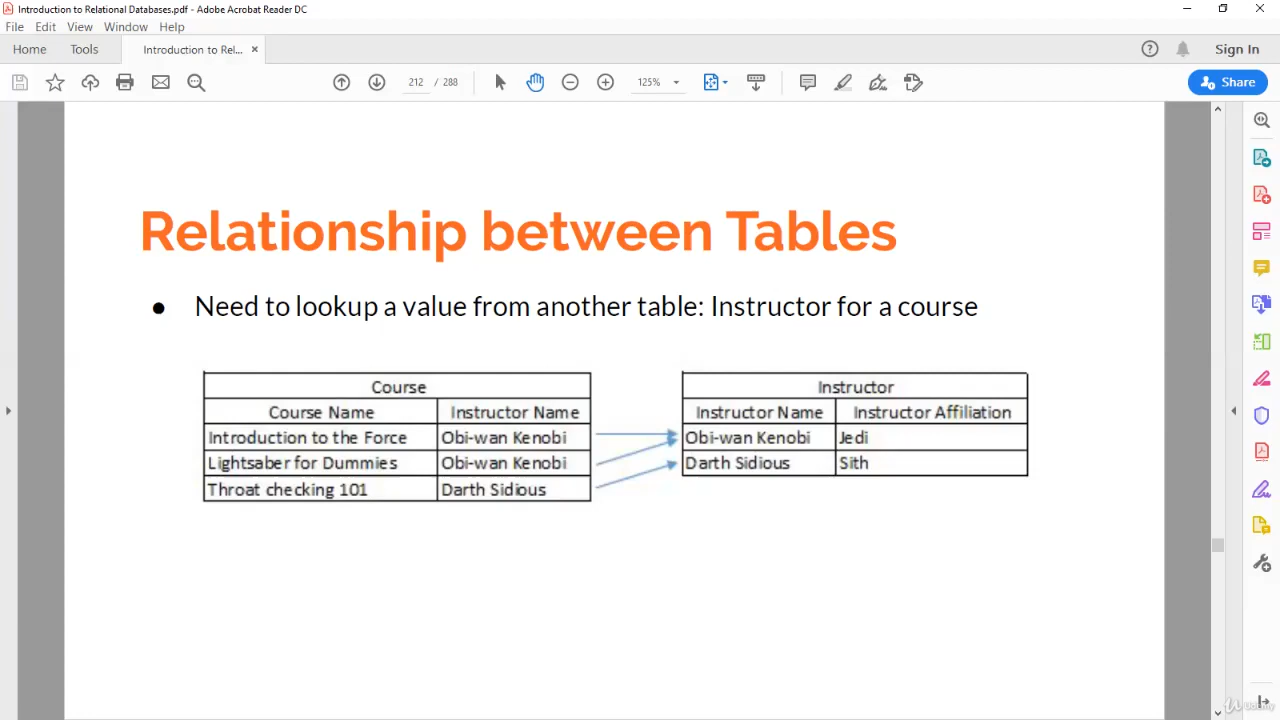 Introduction to Relational Databases.pdf - Adobe Acrobat Reader DC
File Edit View Window Help
Home Tools Introduction to Rel... × Sign In
212 / 288 125% Share
Relationship between Tables
● Need to lookup a value from another table: Instructor for a course
Course
Course Name Instructor Name
Introduction to the Force Obi-wan Kenobi
Lightsaber for Dummies Obi-wan Kenobi
Throat checking 101 Darth Sidious
Instructor
Instructor Name Instructor Affiliation
Obi-wan Kenobi Jedi
Darth Sidious Sith
Udemy